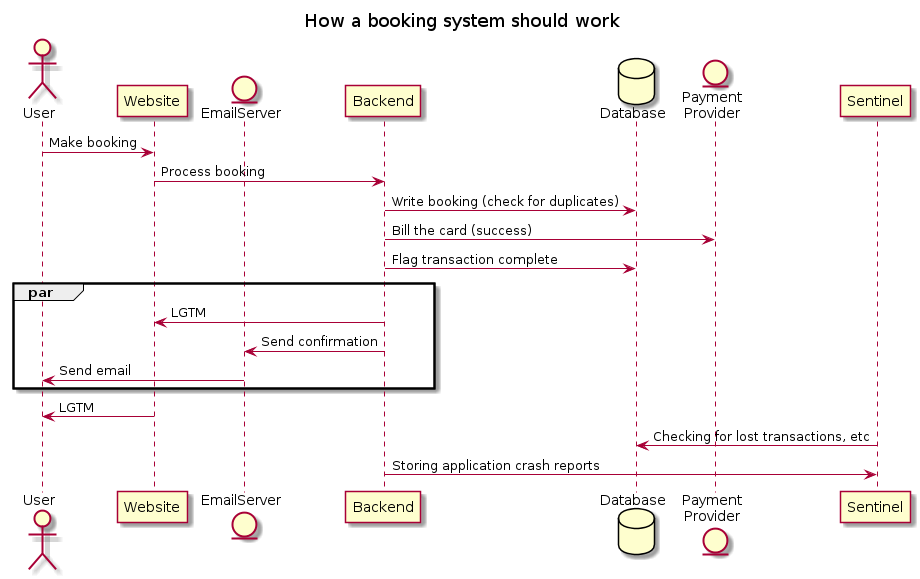 How a booking system should work
User
Website
EmailServer
Backend
Database
Payment
Provider
Sentinel
Make booking
Process booking
Write booking (check for duplicates)
Bill the card (success)
Flag transaction complete
par
LGTM
Send confirmation
Send email
LGTM
Checking for lost transactions, etc
Storing application crash reports
User
Website
EmailServer
Backend
Database
Payment
Provider
Sentinel